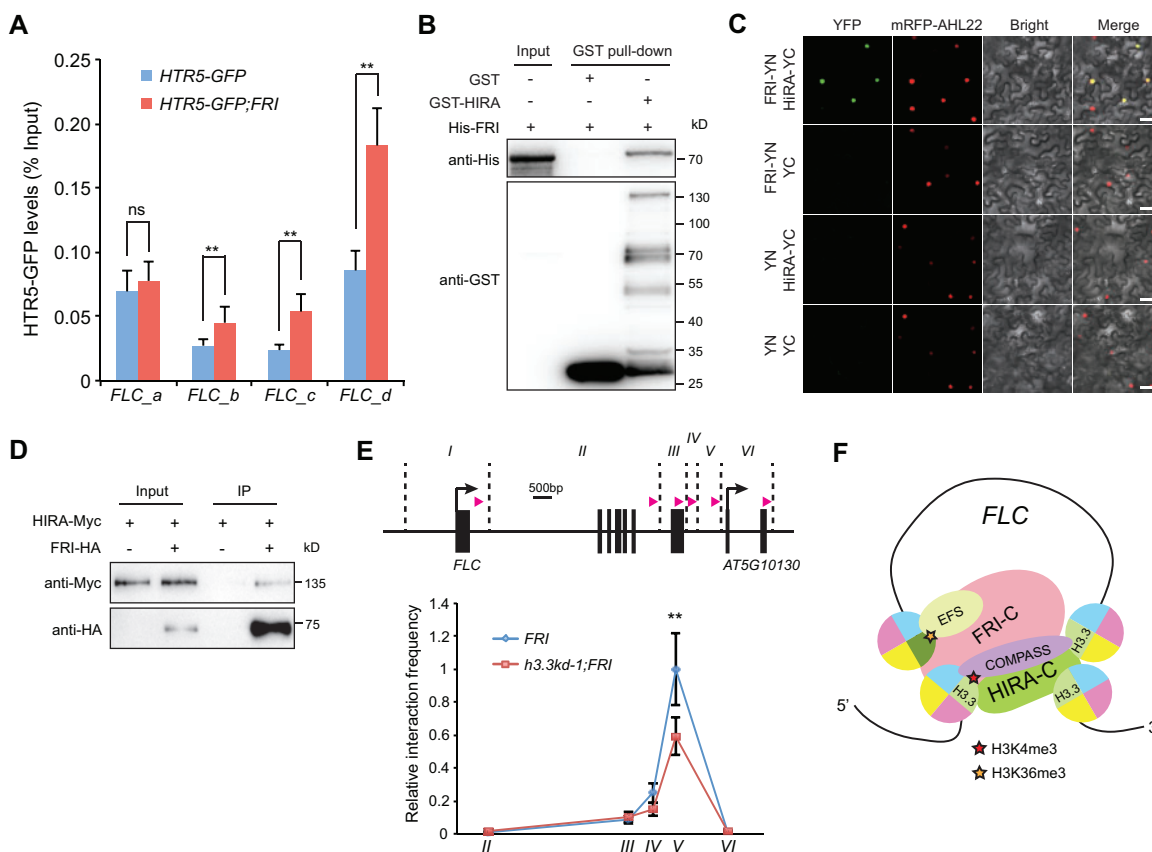 A
HTR5-GFP levels (% Input)
0.25
0.20
0.15
0.10
0.05
0
HTR5-GFP
HTR5-GFP;FRI
ns
**
**
**
FLC_a
FLC_b
FLC_c
FLC_d
B
Input
GST pull-down
GST - + -
GST-HIRA - - +
His-FRI + + + kD
anti-His
70
anti-GST
130
100
70
55
40
35
25
C
YFP mRFP-AHL22 Bright Merge
FRI-YN
HiRA-YC
FRI-YN
YC
YN
HiRA-YC
YN
YC
D
Input IP
HIRA-Myc + + + +
FRI-HA - + - + kD
anti-Myc 135
anti-HA 75
E
I II III IV V VI
500bp
FLC
AT5G10130
Relative interaction frequency
1.4
1.2
1
0.8
0.6
0.4
0.2
0
FRI
h3.3kd-1;FRI
**
II III IV V VI
F
FLC
EFS
FRI-C
COMPASS
HIRA-C
H3.3
H3.3
H3.3
5’
3’
H3K4me3
H3K36me3